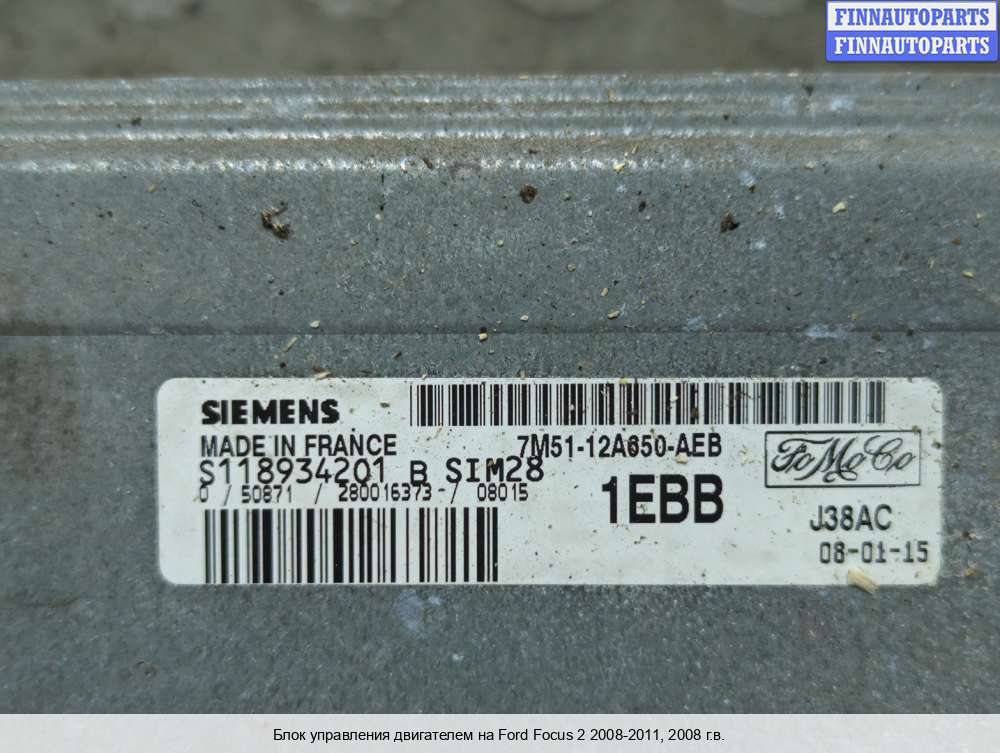 FINNAUTOPARTS
FINNAUTOPARTS
SIEMENS
MADE IN FRANCE
7M51-12A650-AEB
FoMoCo
S118934201 B SIM28
0 / 50871 / 280016373-/ 08015
1EBB
J38AC
08-01-15
Блок управления двигателем на Ford Focus 2 2008-2011, 2008 г.в.